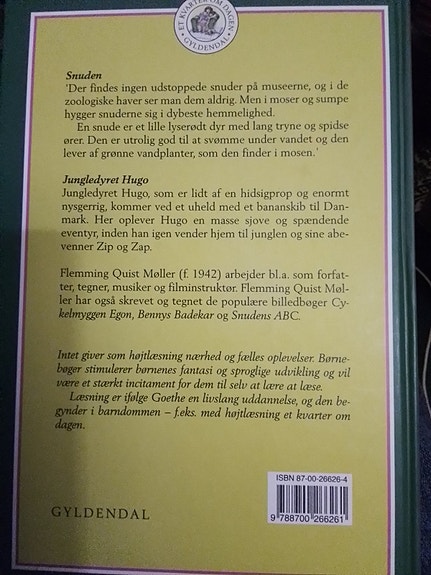 ET KVARTER OM DAGEN
GYLDENDAL
Snuden
'Der findes ingen udstoppede snuder på museerne, og i de
zoologiske haver ser man dem aldrig. Men i moser og sumpe
hygger snuderne sig i dybeste hemmelighed.
En snude er et lille lyserødt dyr med lang tryne og spidse
ører. Den er utrolig god til at svømme under vandet og den
lever af grønne vandplanter, som den finder i mosen.'
Jungledyret Hugo
Jungledyret Hugo, som er lidt af en hidsigprop og enormt
nysgerrig, kommer ved et uheld med et bananskib til Dan-
mark. Her oplever Hugo en masse sjove og spændende
eventyr, inden han igen vender hjem til junglen og sine abe-
venner Zip og Zap.
Flemming Quist Møller (f. 1942) arbejder bl.a. som forfat-
ter, tegner, musiker og filminstruktør. Flemming Quist Møl-
ler har også skrevet og tegnet de populære billedbøger Cy-
kelmyggen Egon, Bennys Badekar og Snudens ABC.
Intet giver som højtlæsning nærhed og fælles oplevelser. Børne-
bøger stimulerer børnenes fantasi og sproglige udvikling og vil
være et stærkt incitament for dem til selv at lære at læse.
Læsning er ifølge Goethe en livslang uddannelse, og den be-
gynder i barndommen – f.eks. med højtlæsning et kvarter om
dagen.
ISBN 87-00-26626-4
9 788700 266261
GYLDENDAL